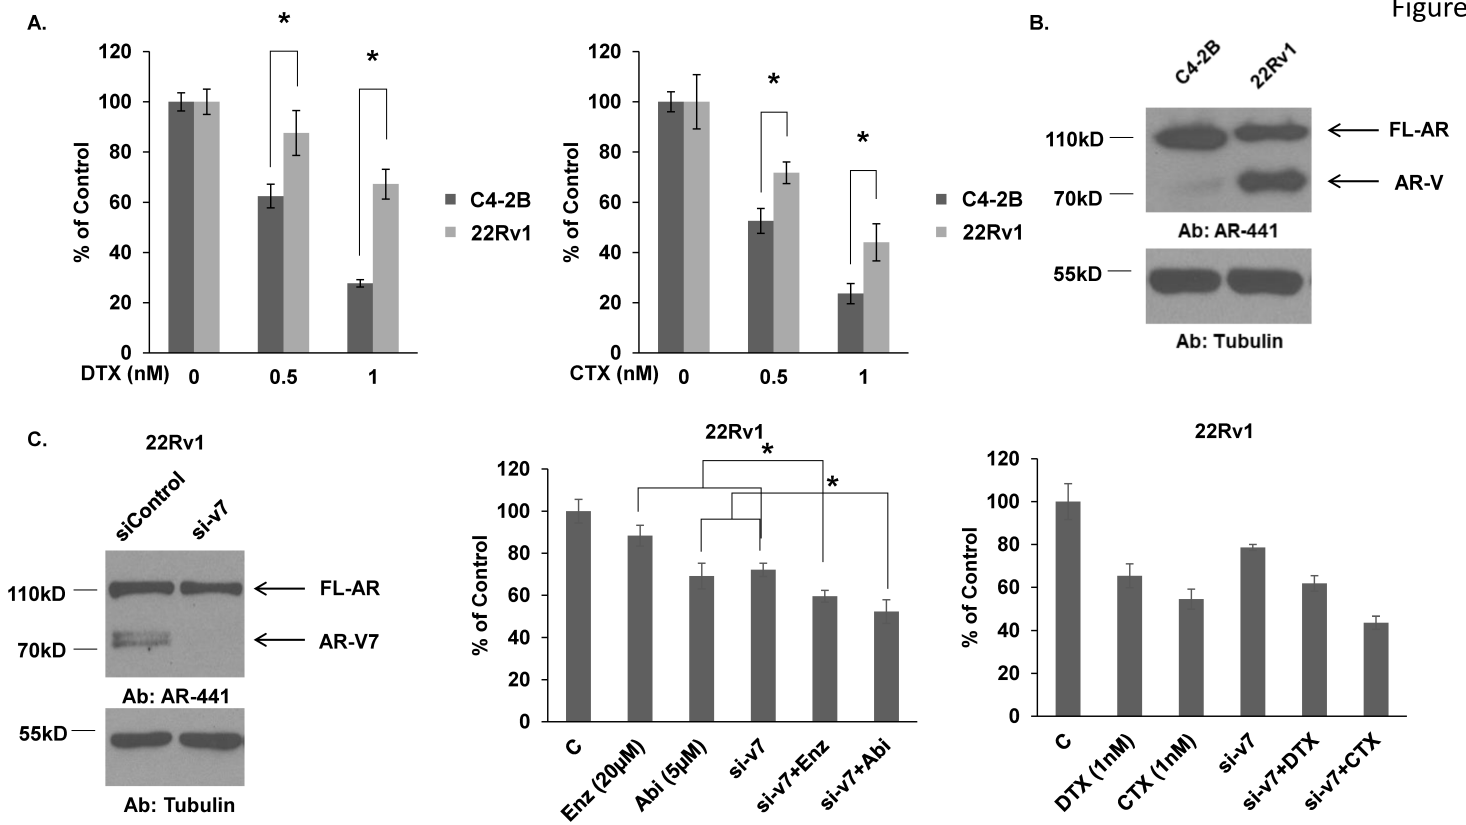 Figure
A.
*
*
120
100
80
60
40
20
0
% of Control
DTX (nM)
0
0.5
1
C4-2B
22Rv1
*
*
120
100
80
60
40
20
0
% of Control
CTX (nM)
0
0.5
1
C4-2B
22Rv1
B.
C4-2B
22Rv1
110kD
70kD
FL-AR
AR-V
Ab: AR-441
55kD
Ab: Tubulin
C.
22Rv1
siControl
si-v7
110kD
70kD
FL-AR
AR-V7
Ab: AR-441
55kD
Ab: Tubulin
22Rv1
*
*
120
100
80
60
40
20
0
% of Control
C
Enz (20µM)
Abi (5µM)
si-v7
si-v7+Enz
si-v7+Abi
22Rv1
120
100
80
60
40
20
0
% of Control
C
DTX (1nM)
CTX (1nM)
si-v7
si-v7+DTX
si-v7+CTX